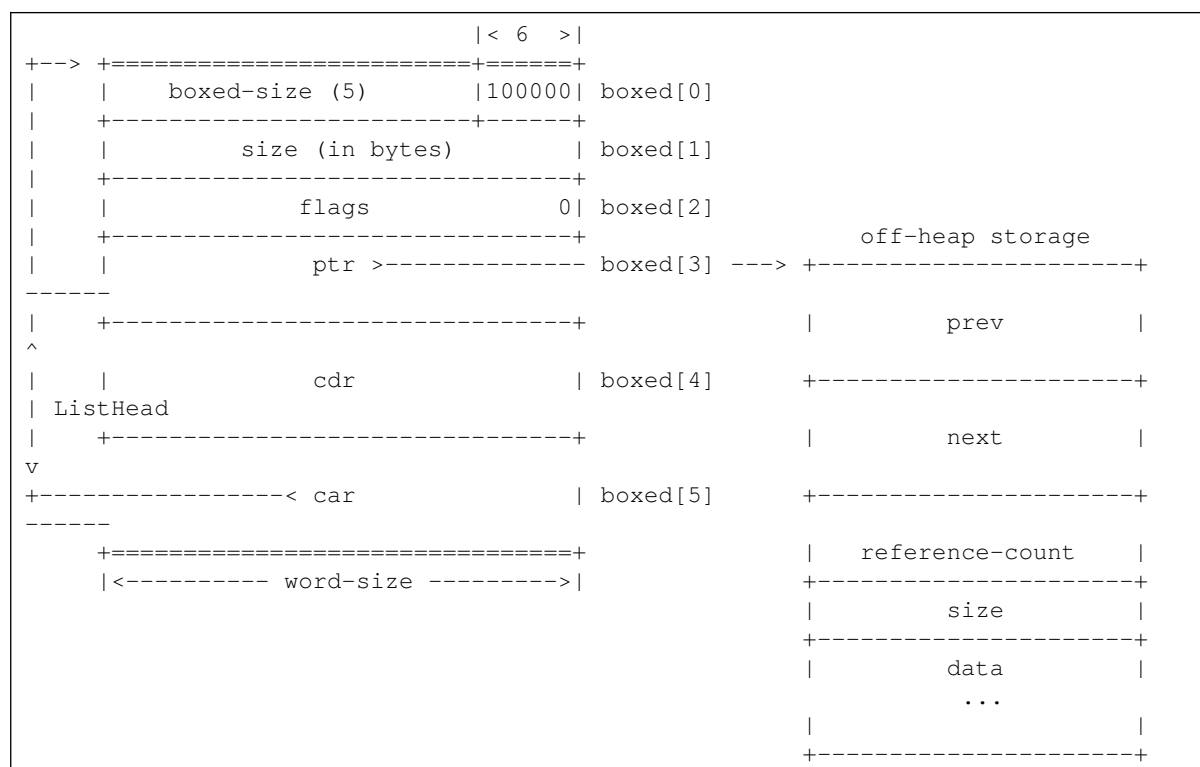 |< 6  >|
+--> +=========================+======+
|    |    boxed-size (5)       |100000| boxed[0]
|    +-------------------------+------+
|    |         size (in bytes)        | boxed[1]
|    +--------------------------------+
|    |             flags             0| boxed[2]
|    +--------------------------------+                   off-heap storage
|    |              ptr >-------------- boxed[3] ---> +----------------------+
------
|    +--------------------------------+               |         prev         |
^
|    |              cdr               | boxed[4]      +----------------------+
| ListHead
|    +--------------------------------+               |         next         |
v
+-----------------< car               | boxed[5]      +----------------------+
------
     +================================+               |   reference-count    |
     |<---------- word-size --------->|               +----------------------+
                                                      |         size         |
                                                      +----------------------+
                                                      |         data         |
                                                                 ...
                                                      |                      |
                                                      +----------------------+